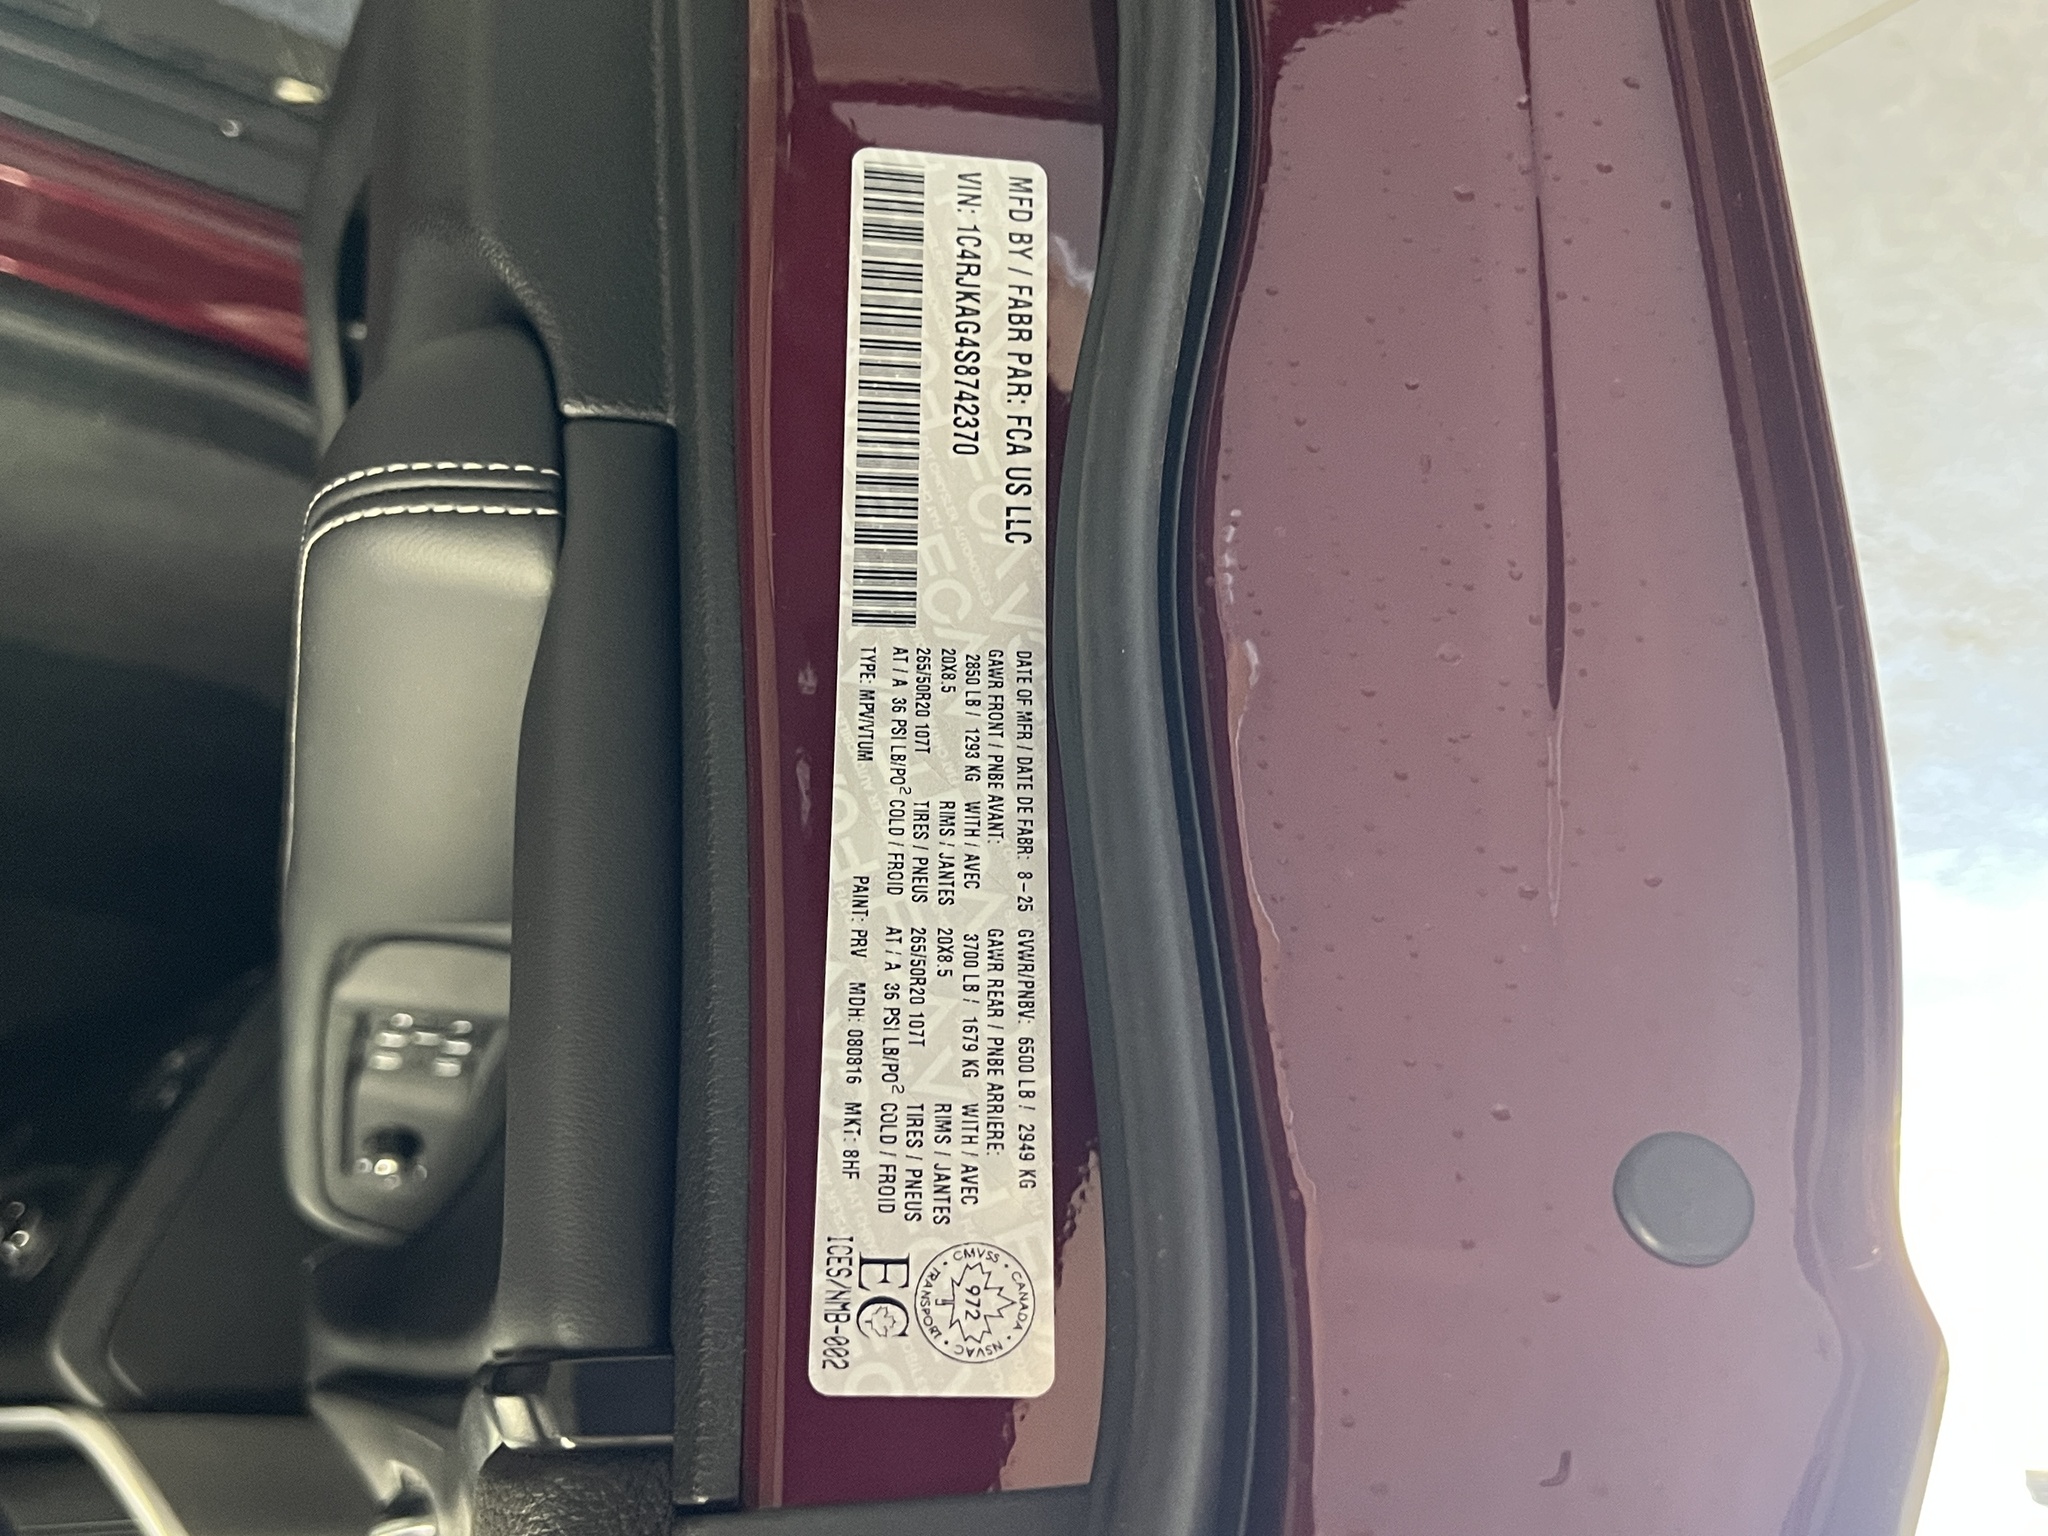 MFD BY / FABR PAR: FCA US LLC
VIN: 1C4RJKAG4S8742370
DATE OF MFR / DATE DE FABR: 8-25 GVWR/PNBV: 6500 LB / 2949 KG
GAWR FRONT / PNBE AVANT: GAWR REAR / PNBE ARRIERE:
2850 LB / 1293 KG WITH / AVEC 3700 LB / 1679 KG WITH / AVEC
20X8.5 RIMS / JANTES 20X8.5 RIMS / JANTES
265/50R20 107T TIRES / PNEUS 265/50R20 107T TIRES / PNEUS
AT / A 36 PSI LB/PO² COLD / FROID AT / A 36 PSI LB/PO² COLD / FROID
TYPE: MPV/VTUM PAINT: PRV MDH: 080816 MKT: 8HF
CMVSS • CANADA • NSVAC • TRANSPORT •
972
EC
ICES/NMB-002